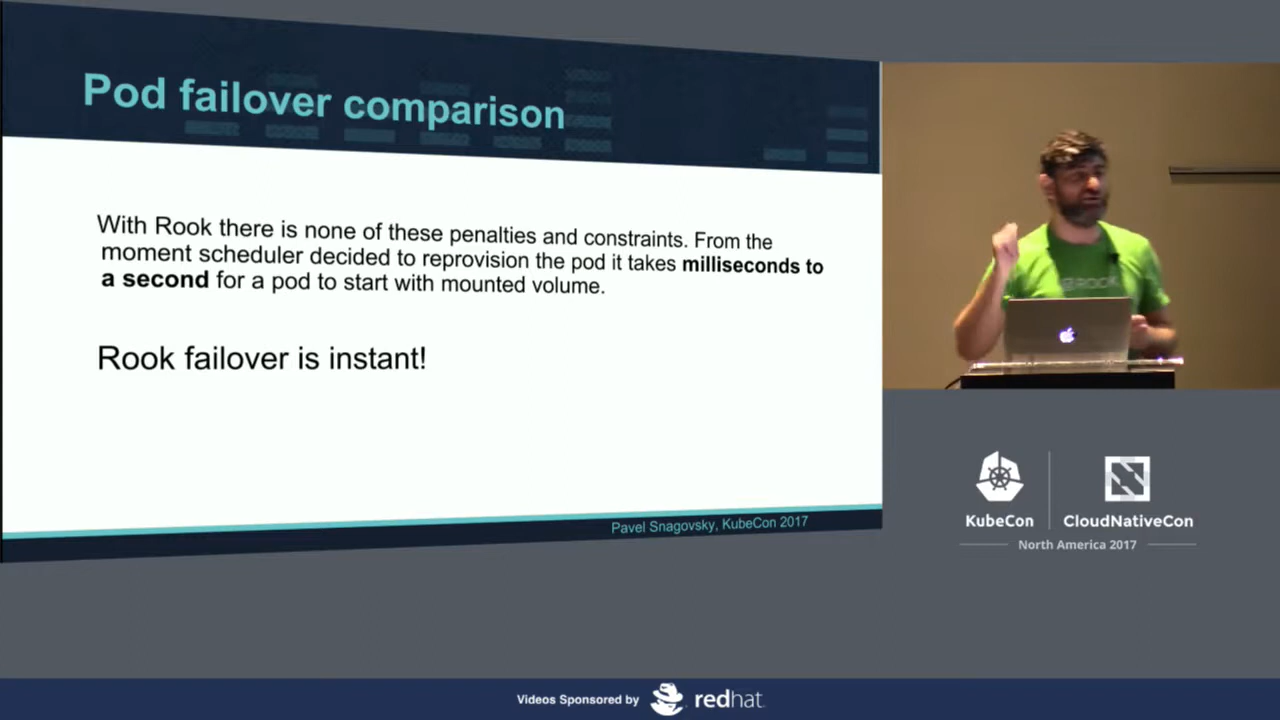 Pod failover comparison
With Rook there is none of these penalties and constraints. From the
moment scheduler decided to reprovision the pod it takes milliseconds to
a second for a pod to start with mounted volume.
Rook failover is instant!
Pavel Snagovsky, KubeCon 2017
ROOK
KubeCon
CloudNativeCon
North America 2017
Videos Sponsored by
redhat.